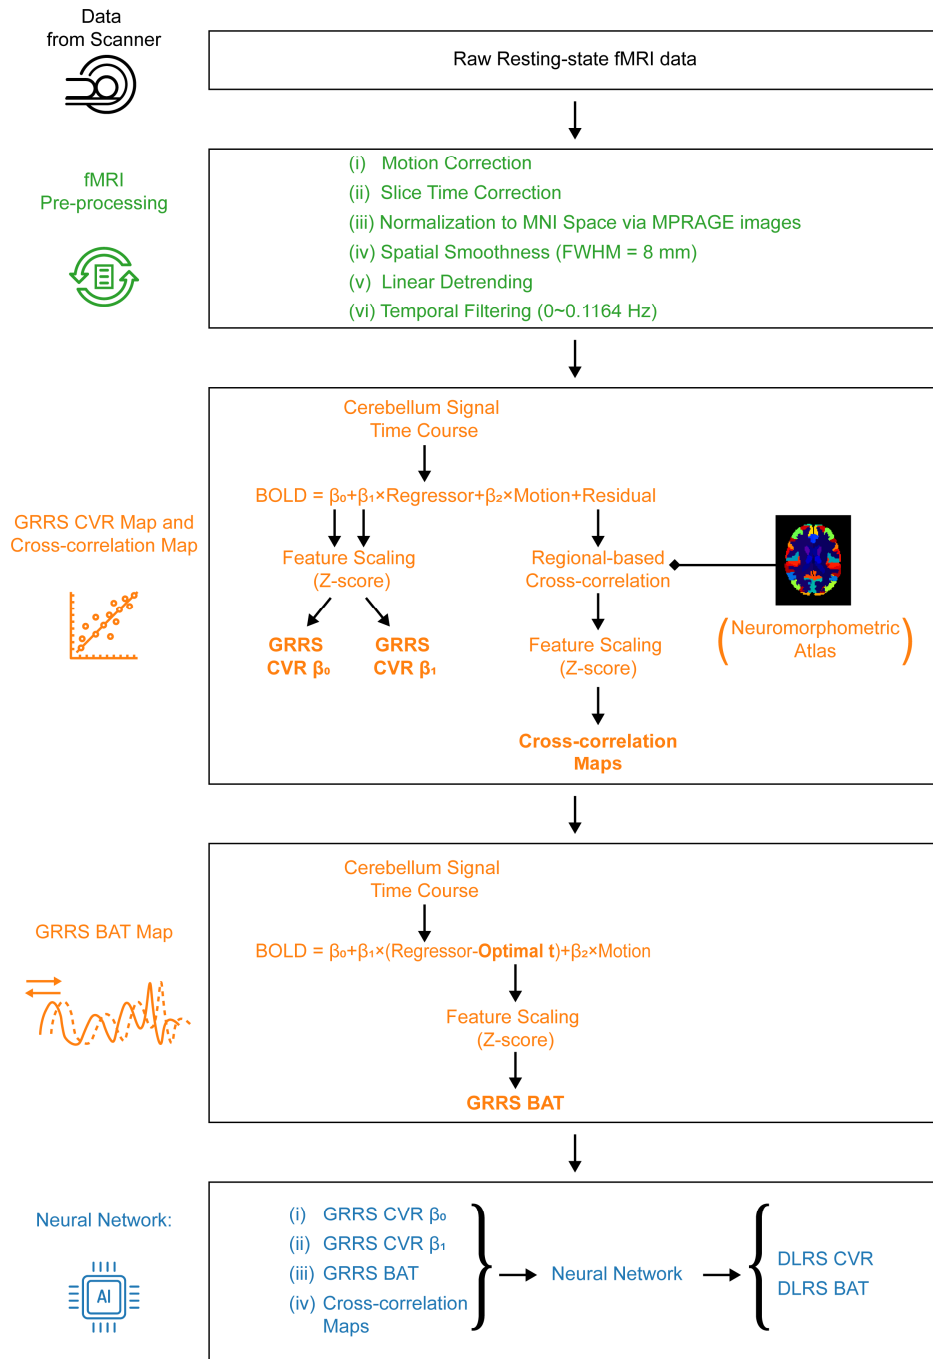 Data
from Scanner
Raw Resting-state fMRI data
fMRI
Pre-processing
(i) Motion Correction
(ii) Slice Time Correction
(iii) Normalization to MNI Space via MPRAGE images
(iv) Spatial Smoothness (FWHM = 8 mm)
(v) Linear Detrending
(vi) Temporal Filtering (0~0.1164 Hz)
GRRS CVR Map and
Cross-correlation Map
Cerebellum Signal
Time Course
BOLD = β₀+β₁×Regressor+β₂×Motion+Residual
Feature Scaling
(Z-score)
GRRS
CVR β₀
GRRS
CVR β₁
Regional-based
Cross-correlation
Feature Scaling
(Z-score)
Cross-correlation
Maps
(Neuromorphometric
Atlas)
GRRS BAT Map
Cerebellum Signal
Time Course
BOLD = β₀+β₁×(Regressor-Optimal t)+β₂×Motion
Feature Scaling
(Z-score)
GRRS BAT
Neural Network:
AI
(i) GRRS CVR β₀
(ii) GRRS CVR β₁
(iii) GRRS BAT
(iv) Cross-correlation
Maps
Neural Network
DLRS CVR
DLRS BAT